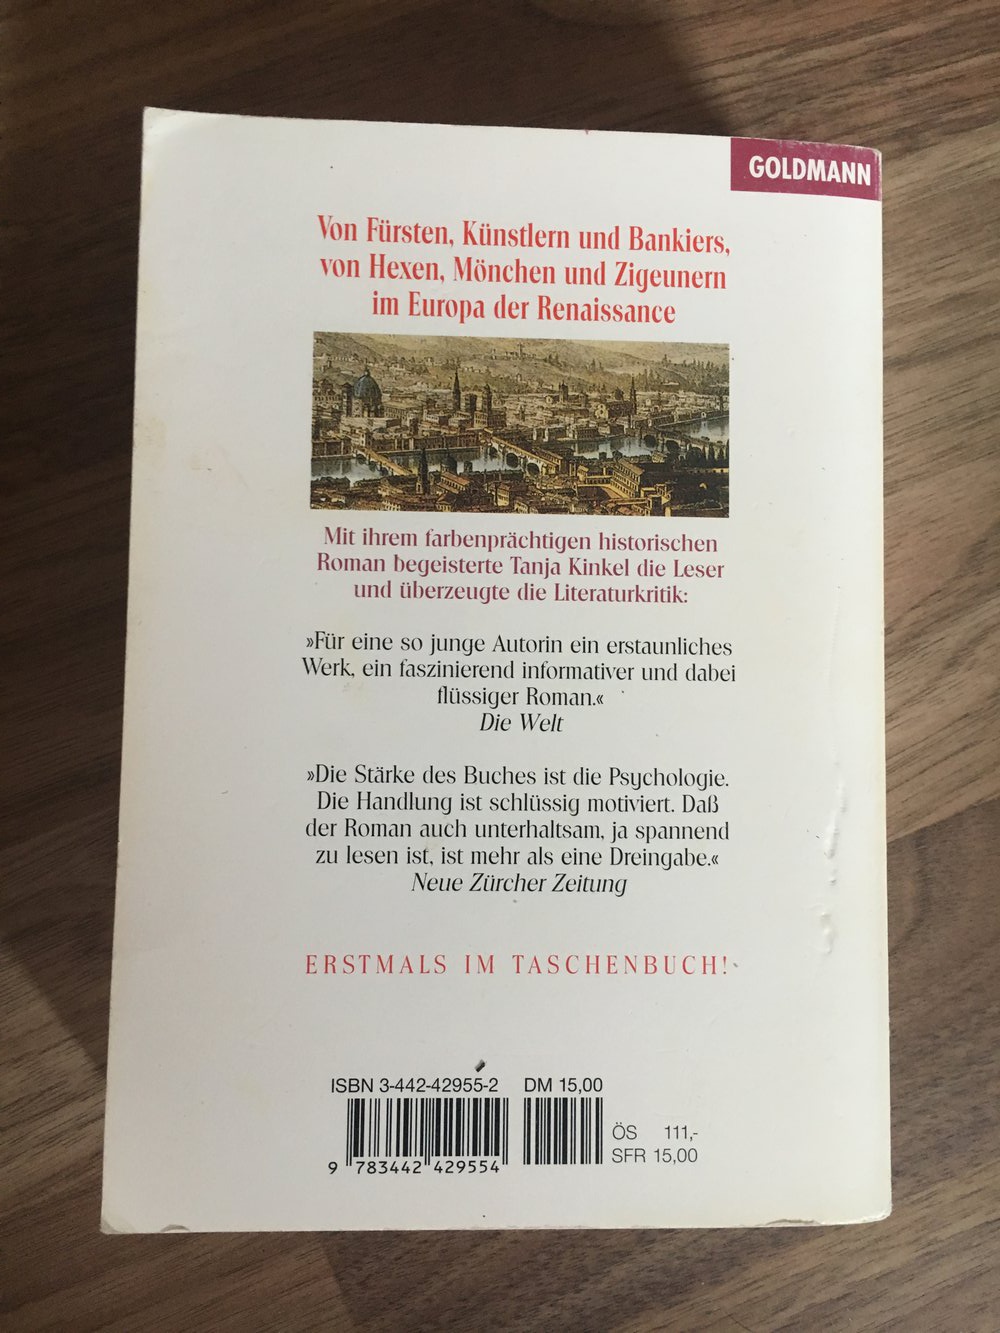 GOLDMANN
Von Fürsten, Künstlern und Bankiers,
von Hexen, Mönchen und Zigeunern
im Europa der Renaissance
Mit ihrem farbenprächtigen historischen
Roman begeisterte Tanja Kinkel die Leser
und überzeugte die Literaturkritik:
»Für eine so junge Autorin ein erstaunliches
Werk, ein faszinierend informativer und dabei
flüssiger Roman.«
Die Welt
»Die Stärke des Buches ist die Psychologie.
Die Handlung ist schlüssig motiviert. Daß
der Roman auch unterhaltsam, ja spannend
zu lesen ist, ist mehr als eine Dreingabe.«
Neue Zürcher Zeitung
ERSTMALS IM TASCHENBUCH!
ISBN 3-442-42955-2 DM 15,00
ÖS 111,-
SFR 15,00
9 783442 429554